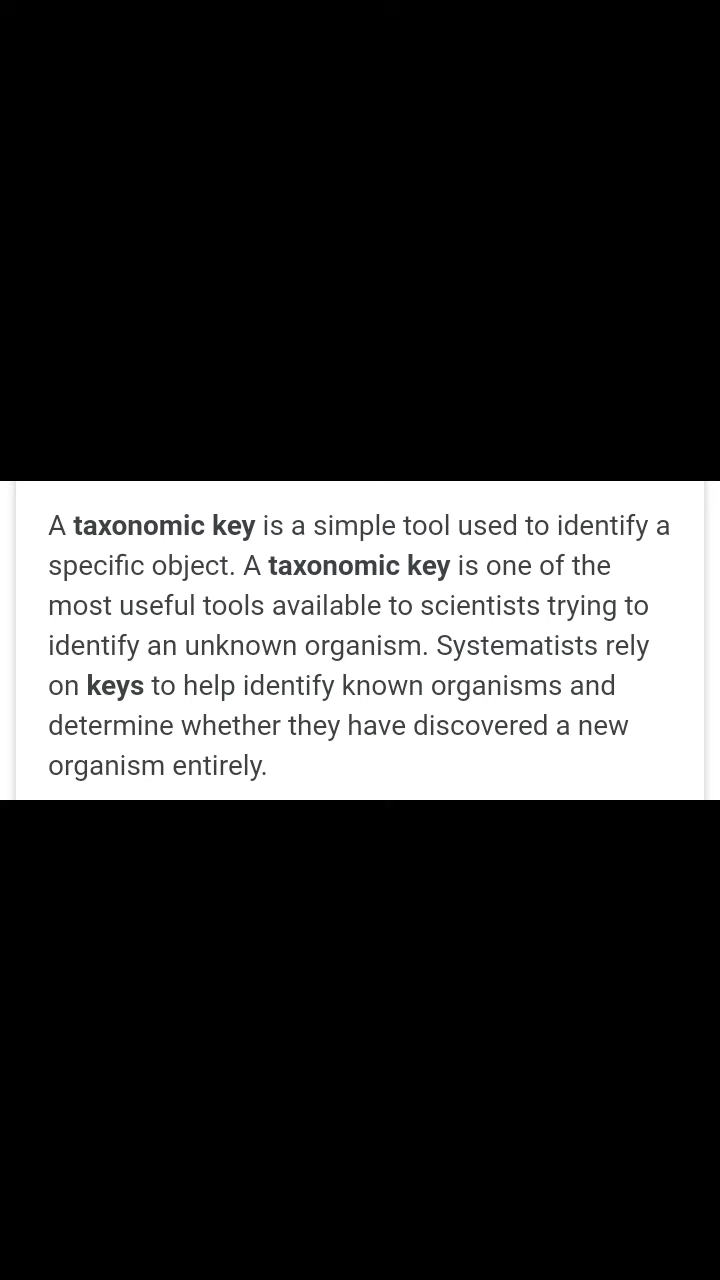 A taxonomic key is a simple tool used to identify a
specific object. A taxonomic key is one of the
most useful tools available to scientists trying to
identify an unknown organism. Systematists rely
on keys to help identify known organisms and
determine whether they have discovered a new
organism entirely.